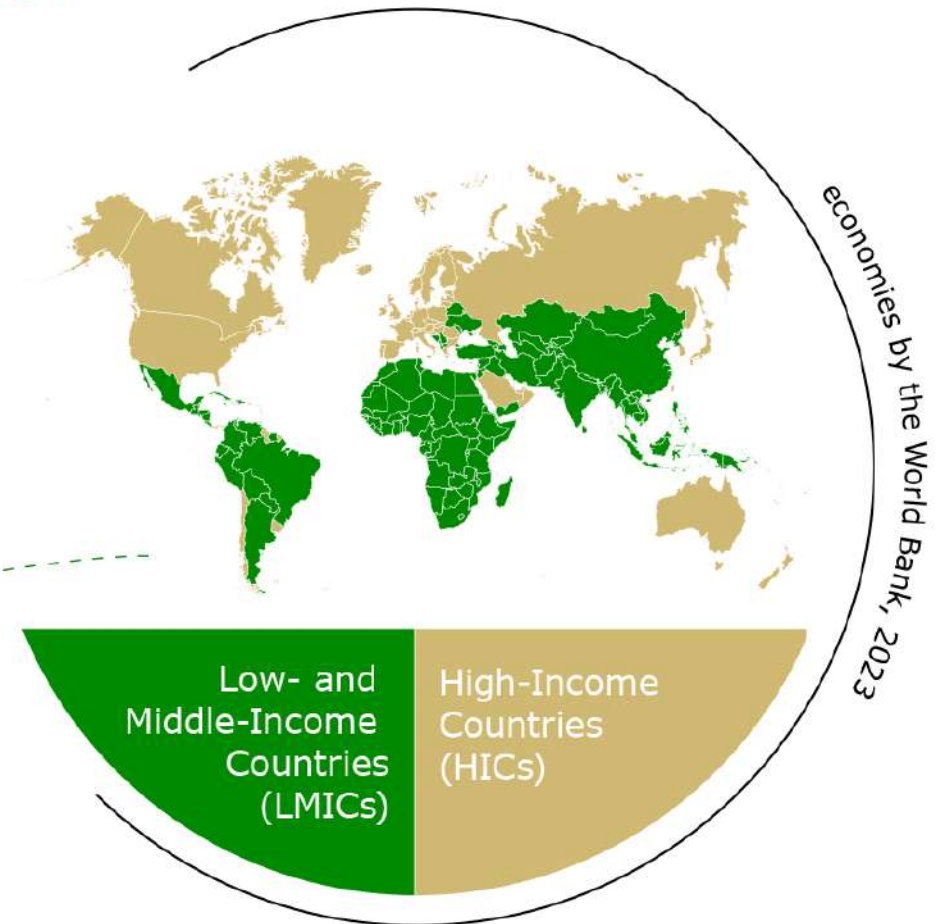 economies by the World Bank, 2023
Low- and
Middle-Income
Countries
(LMICs)
High-Income
Countries
(HICs)